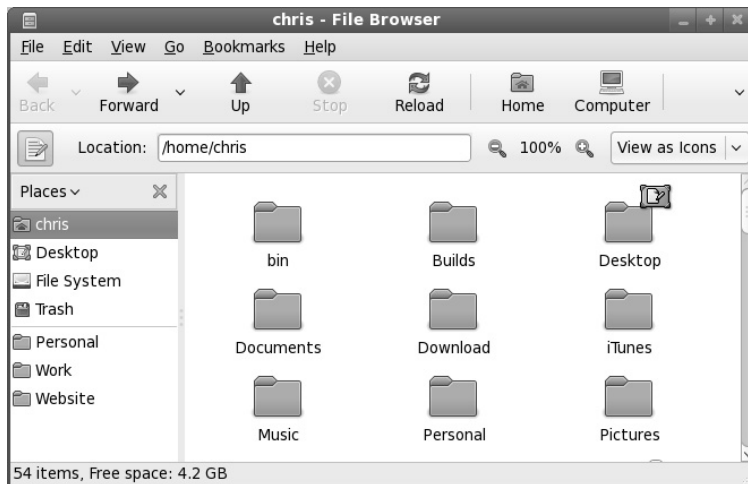 chris - File Browser
File Edit View Go Bookmarks Help
Back Forward Up Stop Reload Home Computer
Location: /home/chris 100% View as Icons
Places
chris
Desktop
File System
Trash
Personal
Work
Website
bin Builds Desktop
Documents Download iTunes
Music Personal Pictures
54 items, Free space: 4.2 GB